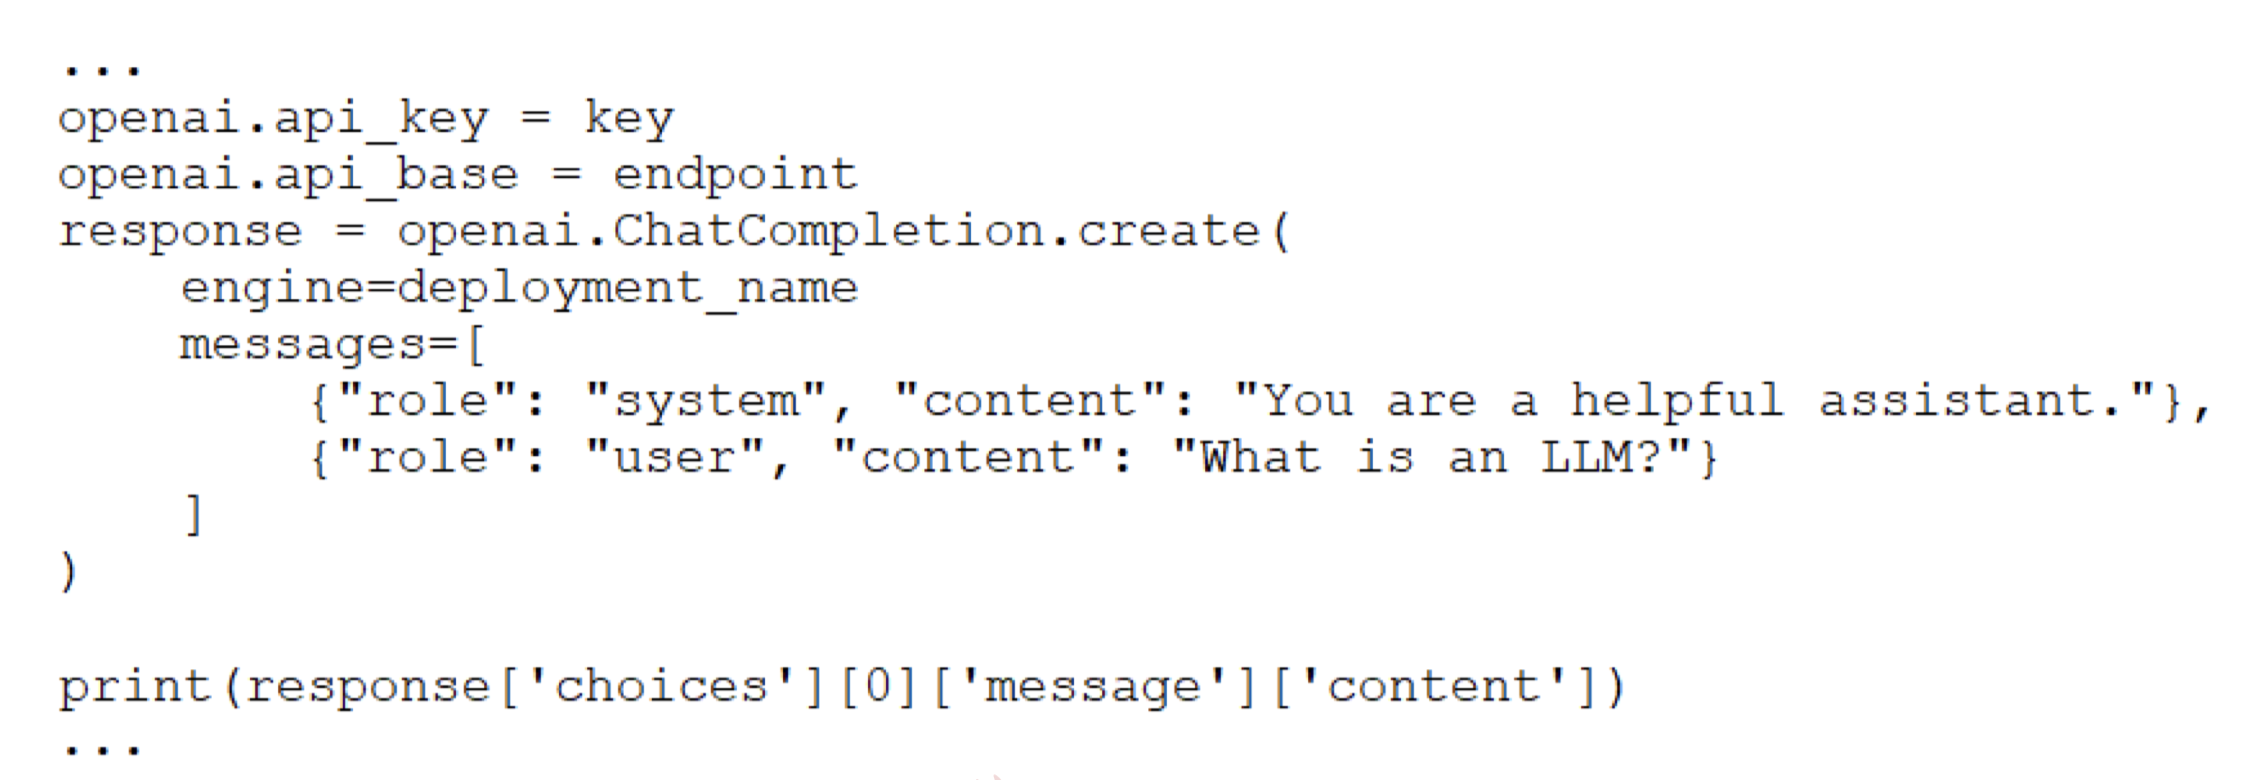 ...
openai.api_key = key
openai.api_base = endpoint
response = openai.ChatCompletion.create(
    engine=deployment_name
    messages=[
        {"role": "system", "content": "You are a helpful assistant."},
        {"role": "user", "content": "What is an LLM?"}
    ]
)

print(response['choices'][0]['message']['content'])
...